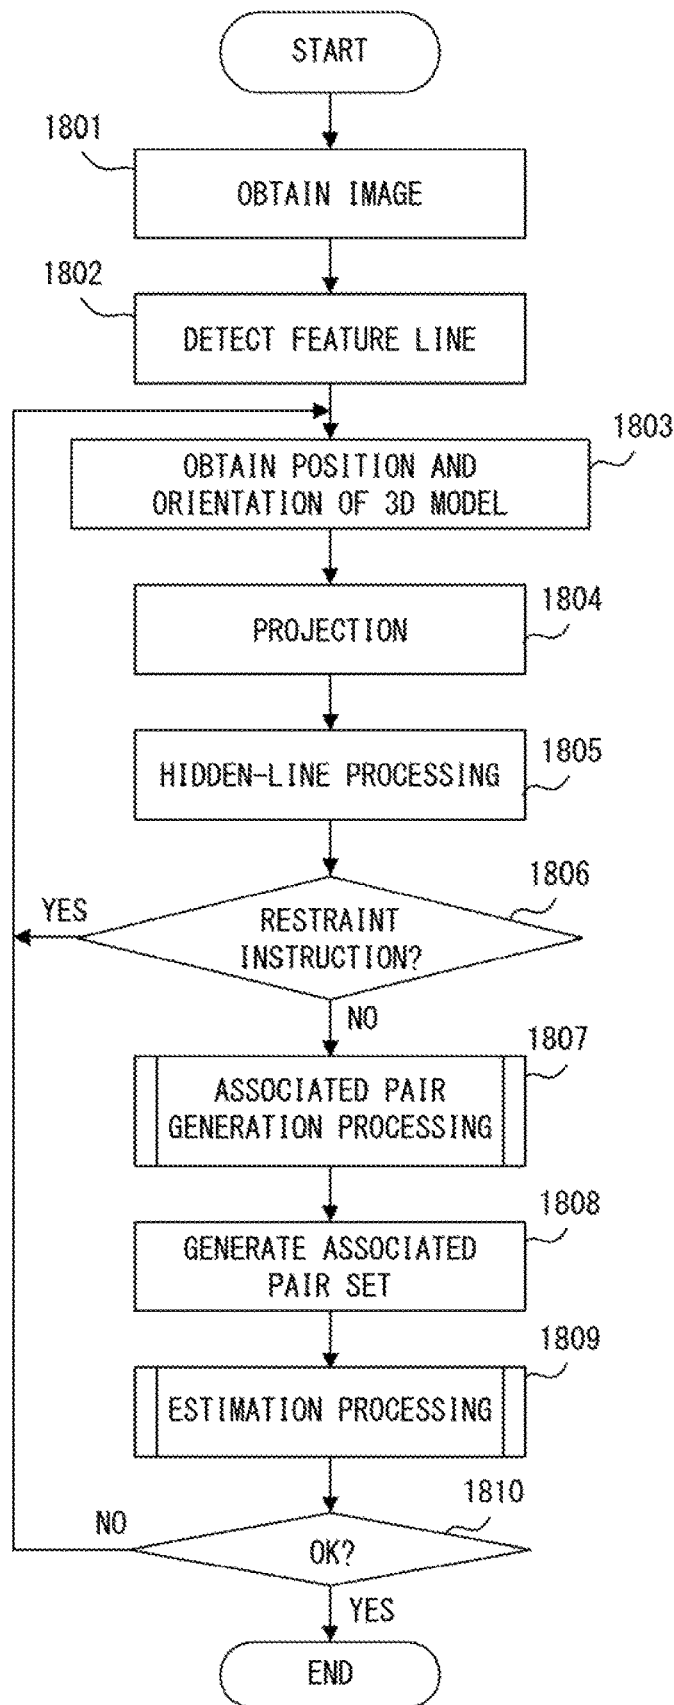 START
1801
OBTAIN IMAGE
1802
DETECT FEATURE LINE
1803
OBTAIN POSITION AND
ORIENTATION OF 3D MODEL
1804
PROJECTION
1805
HIDDEN-LINE PROCESSING
1806
YES
RESTRAINT
INSTRUCTION?
NO
1807
ASSOCIATED PAIR
GENERATION PROCESSING
1808
GENERATE ASSOCIATED
PAIR SET
1809
ESTIMATION PROCESSING
1810
NO
OK?
YES
END